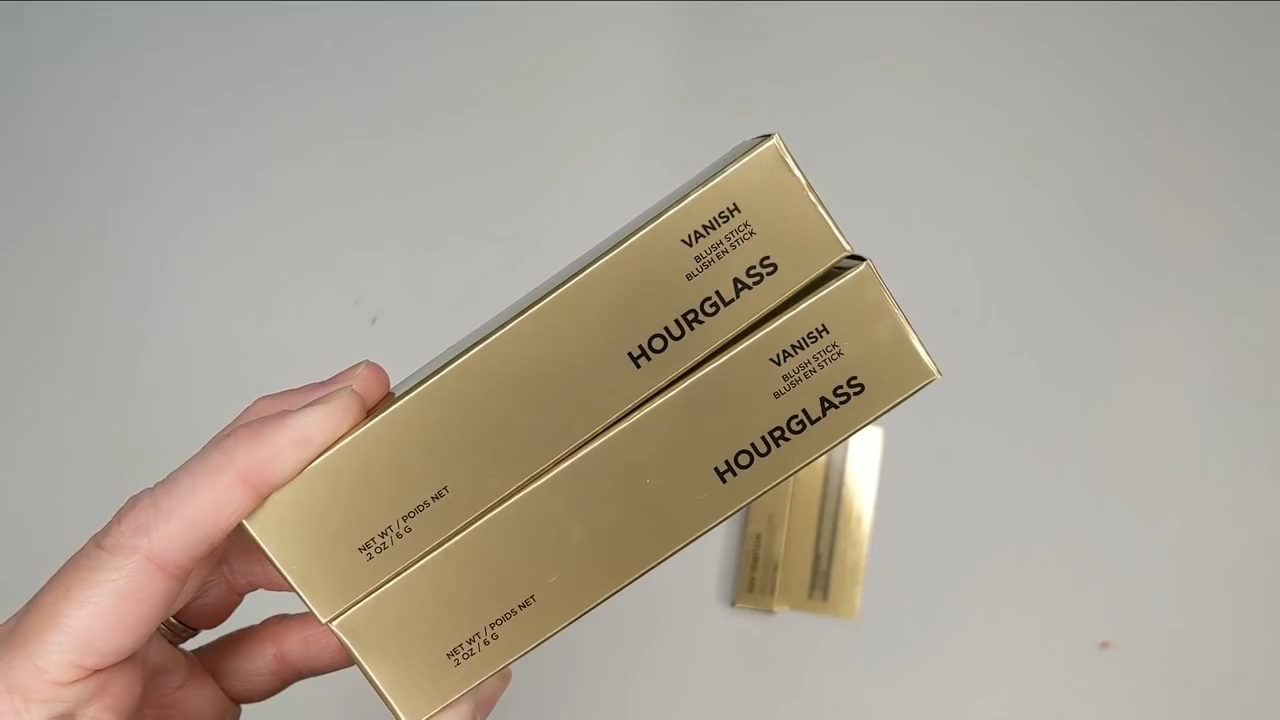 VANISH
BLUSH STICK
BLUSH EN STICK
HOURGLASS
NET WT / POIDS NET
.2 OZ / 6 G
VANISH
BLUSH STICK
BLUSH EN STICK
HOURGLASS
NET WT / POIDS NET
.2 OZ / 6 G